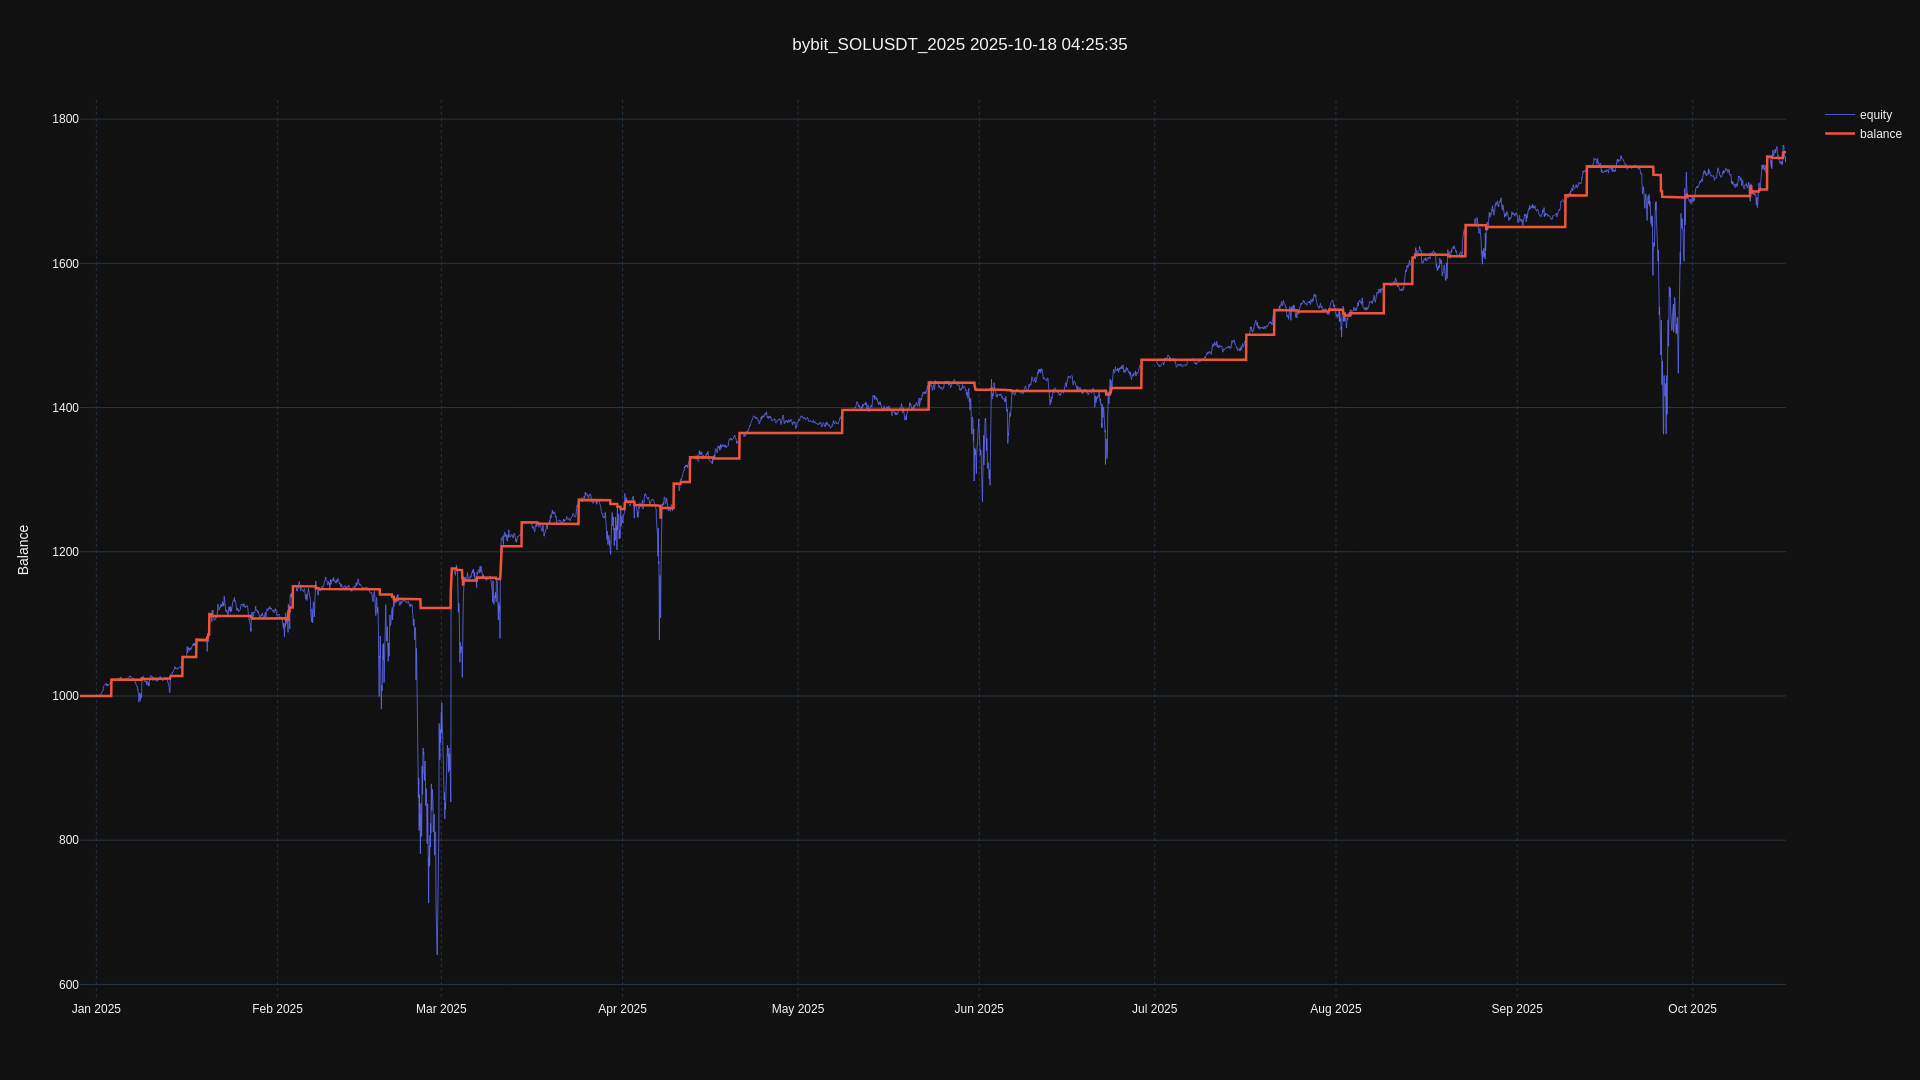 bybit_SOLUSDT_2025 2025-10-18 04:25:35
equity
balance
Balance
1800
1600
1400
1200
1000
800
600
Jan 2025
Feb 2025
Mar 2025
Apr 2025
May 2025
Jun 2025
Jul 2025
Aug 2025
Sep 2025
Oct 2025